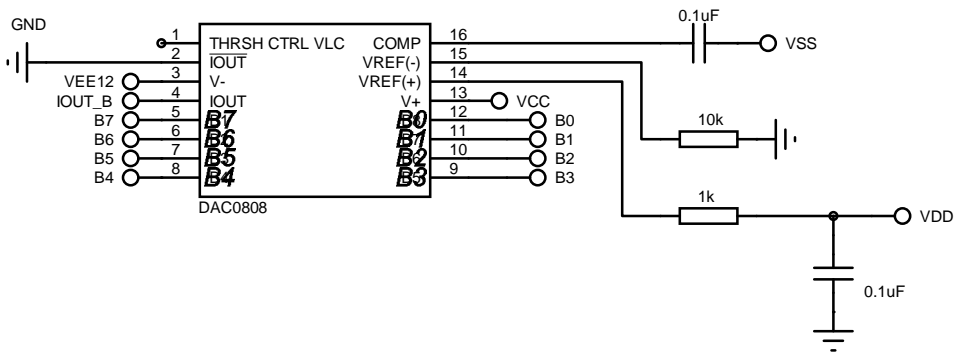 GND
0.1uF
VSS
1 THRSH CTRL VLC COMP 16
2 IOUT VREF(-) 15
VEE12 3 V- VREF(+) 14
IOUT_B 4 IOUT V+ 13 VCC
B7 5 B7 B0 12 B0
B6 6 B6 B1 11 B1
B5 7 B5 B2 10 B2
B4 8 B4 B3 9 B3
DAC0808
10k
1k
VDD
0.1uF